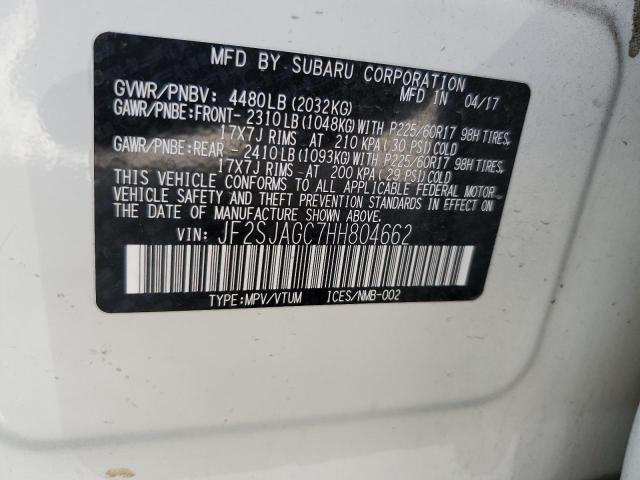 MFD BY SUBARU CORPORATION
MFD IN 04/17
GVWR/PNBV: 4480LB(2032KG)
GAWR/PNBE:FRONT- 2310LB(1048KG)WITH P225/60R17 98H TIRES,
17X7J RIMS AT 210 KPA(30 PSI)COLD
GAWR/PNBE:REAR - 2410LB(1093KG)WITH P225/60R17 98H TIRES,
17X7J RIMS AT 200 KPA(29 PSI)COLD
THIS VEHICLE CONFORMS TO ALL APPLICABLE FEDERAL MOTOR
VEHICLE SAFETY AND THEFT PREVENTION STANDARDS IN EFFECT
ON THE DATE OF MANUFACTURE SHOWN ABOVE.
VIN: JF2SJAGC7HH804662
TYPE:MPV/VTUM ICES/NMB-002